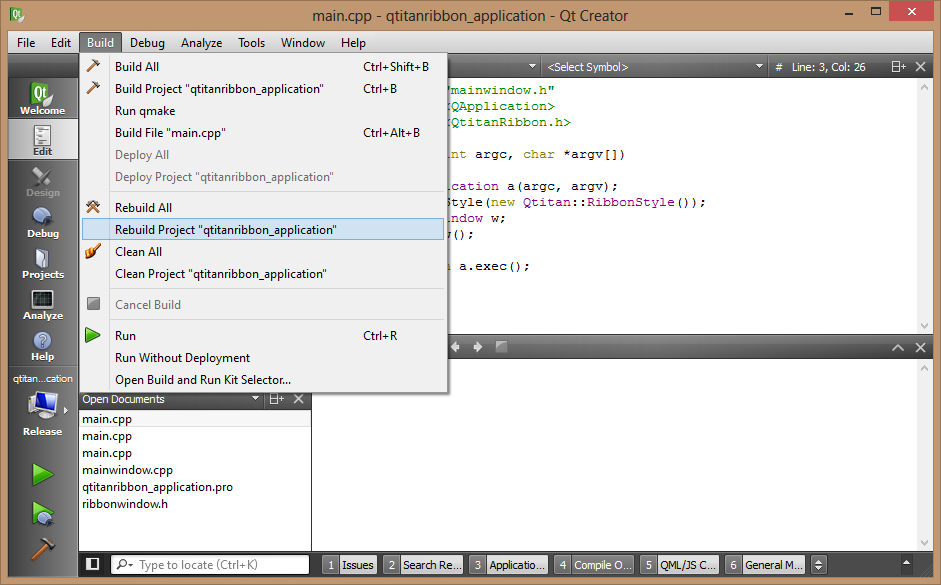 main.cpp - qtitanribbon_application - Qt Creator
File Edit Build Debug Analyze Tools Window Help
Build All Ctrl+Shift+B
Build Project "qtitanribbon_application" Ctrl+B
Run qmake
Build File "main.cpp" Ctrl+Alt+B
Deploy All
Deploy Project "qtitanribbon_application"
Rebuild All
Rebuild Project "qtitanribbon_application"
Clean All
Clean Project "qtitanribbon_application"
Cancel Build
Run Ctrl+R
Run Without Deployment
Open Build and Run Kit Selector...
Qt
Welcome
Edit
Design
Debug
Projects
Analyze
Help
qtitan...cation
Release
<Select Symbol> # Line: 3, Col: 26
mainwindow.h"
QApplication>
QtitanRibbon.h>
int argc, char *argv[])
ication a(argc, argv);
Style(new Qtitan::RibbonStyle());
ndow w;
();
a.exec();
Open Documents
main.cpp
main.cpp
main.cpp
mainwindow.cpp
qtitanribbon_application.pro
ribbonwindow.h
Type to locate (Ctrl+K) 1 Issues 2 Search Re... 3 Applicatio... 4 Compile O... 5 QML/JS C... 6 General M...